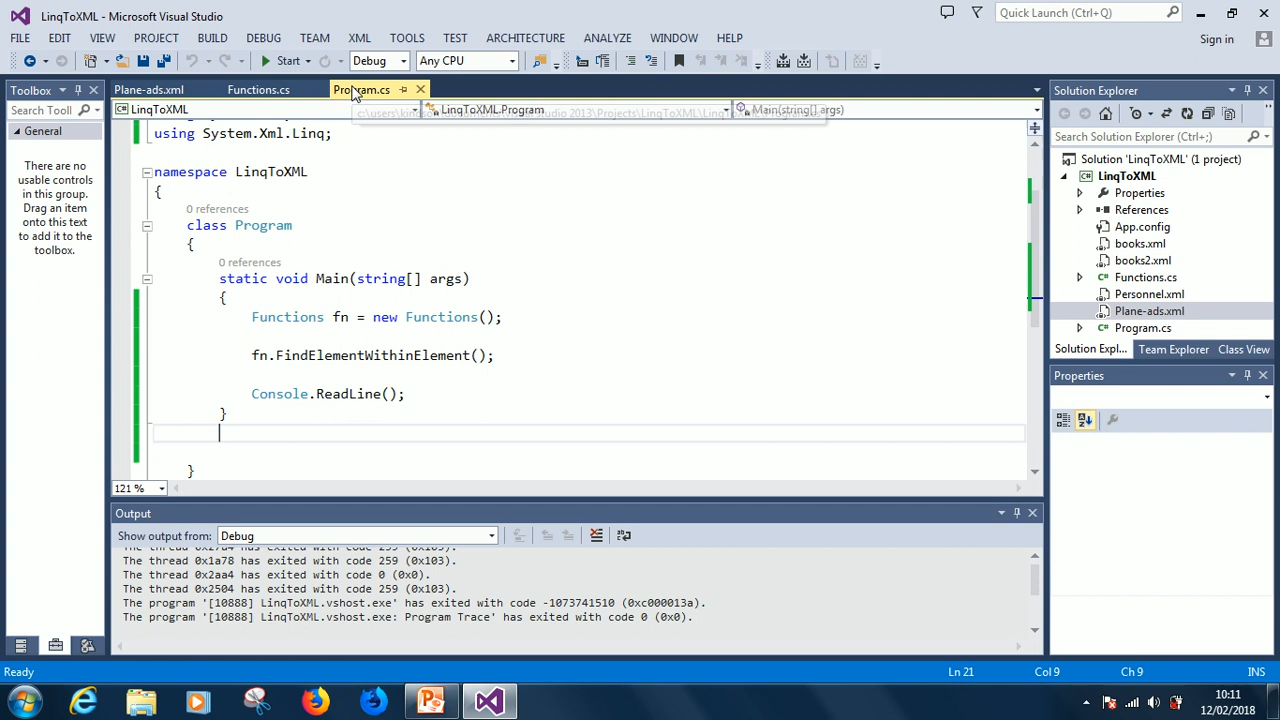 LinqToXML - Microsoft Visual Studio
Quick Launch (Ctrl+Q)
FILE EDIT VIEW PROJECT BUILD DEBUG TEAM XML TOOLS TEST ARCHITECTURE ANALYZE WINDOW HELP
Sign in
Start Debug Any CPU
Toolbox
Search Tool
General
There are no
usable controls
in this group.
Drag an item
onto this text
to add it to the
toolbox.
Plane-ads.xml Functions.cs Program.cs
LinqToXML LinqToXML.Program Main(string[] args)
using System.Xml.Linq;
namespace LinqToXML
{
0 references
class Program
{
0 references
static void Main(string[] args)
{
Functions fn = new Functions();
fn.FindElementWithinElement();
Console.ReadLine();
}
}
121 %
Output
Show output from: Debug
The thread 0x27a4 has exited with code 259 (0x103).
The thread 0x1a78 has exited with code 259 (0x103).
The thread 0x2aa4 has exited with code 0 (0x0).
The thread 0x2504 has exited with code 259 (0x103).
The program '[10888] LinqToXML.vshost.exe' has exited with code -1073741510 (0xc000013a).
The program '[10888] LinqToXML.vshost.exe: Program Trace' has exited with code 0 (0x0).
Solution Explorer
Search Solution Explorer (Ctrl+;)
Solution 'LinqToXML' (1 project)
LinqToXML
Properties
References
App.config
books.xml
books2.xml
Functions.cs
Personnel.xml
Plane-ads.xml
Program.cs
Solution Expl... Team Explorer Class View
Properties
Ready Ln 21 Col 9 Ch 9 INS
10:11
12/02/2018